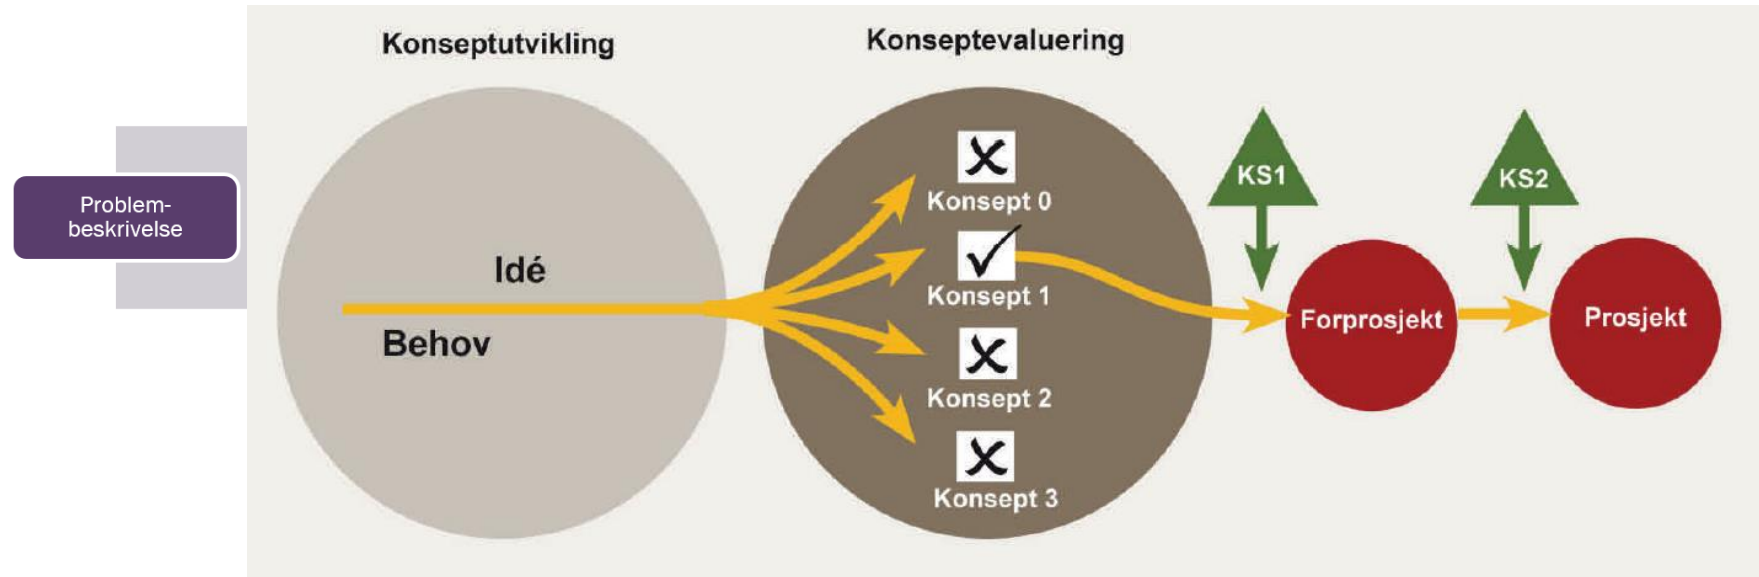 Problem-
beskrivelse
Konseptutvikling
Idé
Behov
Konseptevaluering
Konsept 0
Konsept 1
Konsept 2
Konsept 3
KS1
Forprosjekt
KS2
Prosjekt